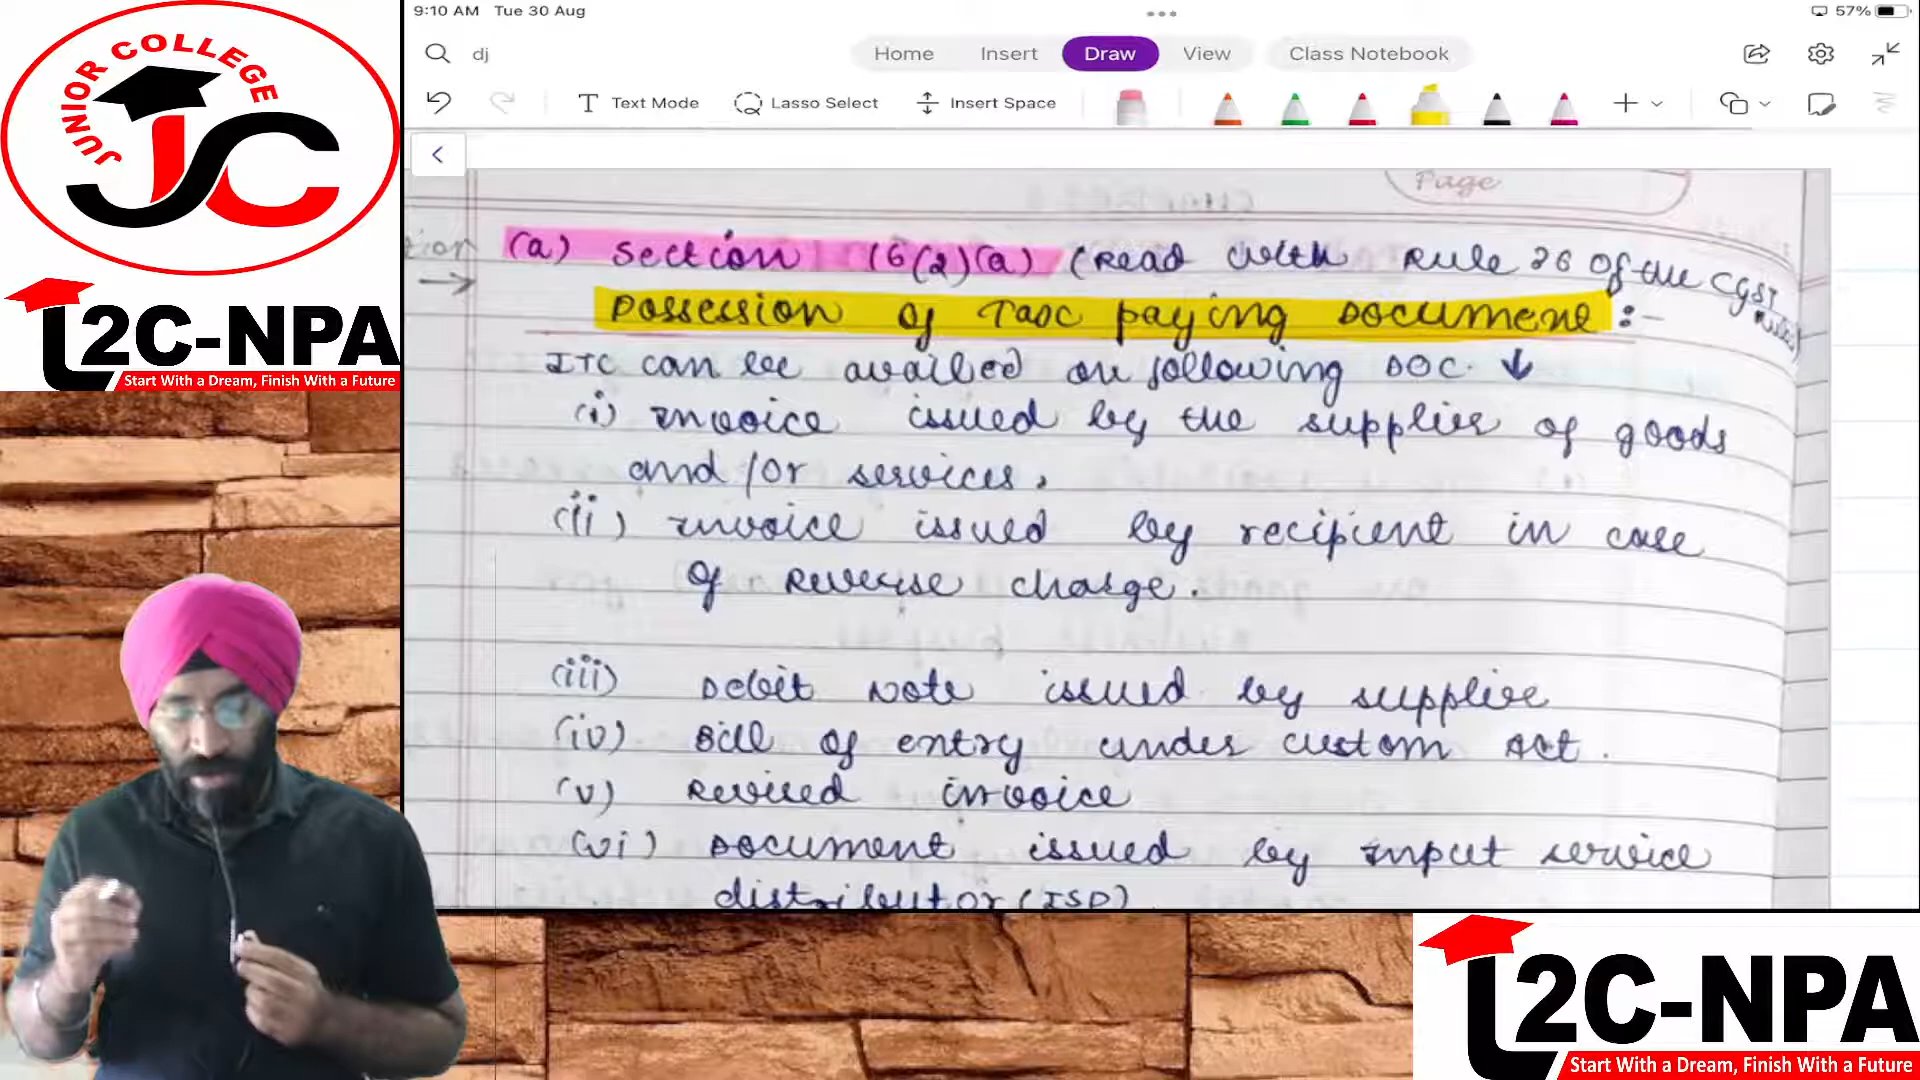 9:10 AM Tue 30 Aug
57%
dj
Home Insert Draw View Class Notebook
Text Mode Lasso Select Insert Space
JUNIOR COLLEGE
JC
L2C-NPA
Start With a Dream, Finish With a Future
Page
(a) Section 16(2)(a) (Read with Rule 36 of the CGST Rules)
Possession of Tax paying Document :-
ITC can be availed on following DOC. ↓
(i) Invoice issued by the supplier of goods
and/or services.
(ii) Invoice issued by recipient in case
of Reverse charge.
(iii) Debit Note issued by supplier
(iv) Bill of entry under custom Act.
(v) Revised invoice
(vi) Document issued by input service
distributor (ISD)
L2C-NPA
Start With a Dream, Finish With a Future